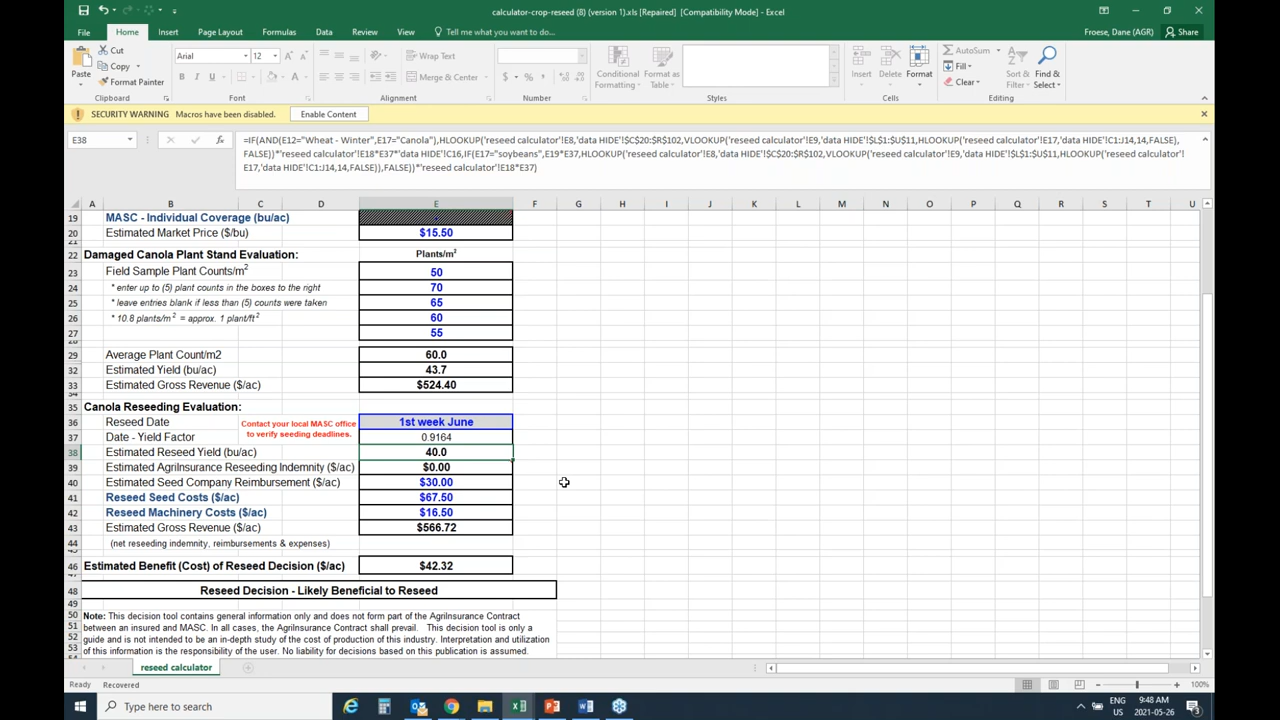 calculator-crop-reseed (8) (version 1).xls [Repaired] [Compatibility Mode] - Excel
File Home Insert Page Layout Formulas Data Review View Tell me what you want to do... Froese, Dane (AGR) Share
Paste Cut Copy Format Painter Clipboard
Arial 12 B I U Font
Wrap Text Merge & Center Alignment
$ % , Number
Conditional Formatting Format as Table Styles
Insert Delete Format Cells
AutoSum Fill Clear Sort & Filter Find & Select Editing
SECURITY WARNING Macros have been disabled. Enable Content
E38 fx =IF(AND(E12="Wheat - Winter",E17="Canola"),HLOOKUP('reseed calculator'!E8,'data HIDE'!$C$20:$R$102,VLOOKUP('reseed calculator'!E9,'data HIDE'!$L$1:$U$11,HLOOKUP('reseed calculator'!E17,'data HIDE'!C1:J14,14,FALSE),
FALSE))*'reseed calculator'!E18*E37*'data HIDE'!C16,IF(E17="soybeans",E19*E37,HLOOKUP('reseed calculator'!E8,'data HIDE'!$C$20:$R$102,VLOOKUP('reseed calculator'!E9,'data HIDE'!$L$1:$U$11,HLOOKUP('reseed calculator'!
E17,'data HIDE'!C1:J14,14,FALSE)),FALSE))*'reseed calculator'!E18*E37)
A B C D E F G H I J K L M N O P Q R S T U
19 MASC - Individual Coverage (bu/ac) -
20 Estimated Market Price ($/bu) $15.50
21
22 Damaged Canola Plant Stand Evaluation: Plants/m²
23 Field Sample Plant Counts/m² 50
24 * enter up to (5) plant counts in the boxes to the right 70
25 * leave entries blank if less than (5) counts were taken 65
26 * 10.8 plants/m² = approx. 1 plant/ft² 60
27 55
28
29 Average Plant Count/m2 60.0
32 Estimated Yield (bu/ac) 43.7
33 Estimated Gross Revenue ($/ac) $524.40
34
35 Canola Reseeding Evaluation:
36 Reseed Date Contact your local MASC office 1st week June
37 Date - Yield Factor to verify seeding deadlines. 0.9164
38 Estimated Reseed Yield (bu/ac) 40.0
39 Estimated AgriInsurance Reseeding Indemnity ($/ac) $0.00
40 Estimated Seed Company Reimbursement ($/ac) $30.00
41 Reseed Seed Costs ($/ac) $67.50
42 Reseed Machinery Costs ($/ac) $16.50
43 Estimated Gross Revenue ($/ac) $566.72
44 (net reseeding indemnity, reimbursements & expenses)
45
46 Estimated Benefit (Cost) of Reseed Decision ($/ac) $42.32
47
48 Reseed Decision - Likely Beneficial to Reseed
49
50 Note: This decision tool contains general information only and does not form part of the AgriInsurance Contract
51 between an insured and MASC. In all cases, the AgriInsurance Contract shall prevail. This decision tool is only a
52 guide and is not intended to be an in-depth study of the cost of production of this industry. Interpretation and utilization
53 of this information is the responsibility of the user. No liability for decisions based on this publication is assumed.
reseed calculator
Ready Recovered 100%
Type here to search ENG 9:48 AM
US 2021-05-26 3